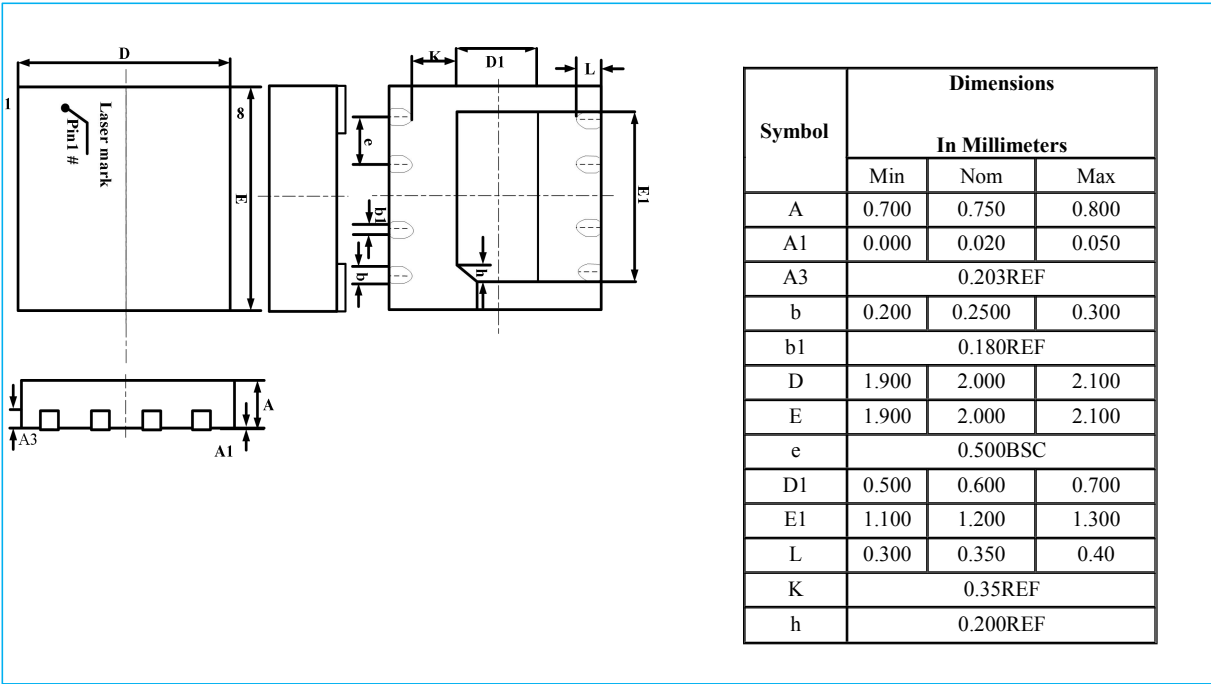 D
1
8
Laser mark
Pin1 #
E
A
A3
A1
K
D1
L
e
b1
b
E1
h
Symbol
Dimensions
In Millimeters
Min Nom Max
A 0.700 0.750 0.800
A1 0.000 0.020 0.050
A3 0.203REF
b 0.200 0.2500 0.300
b1 0.180REF
D 1.900 2.000 2.100
E 1.900 2.000 2.100
e 0.500BSC
D1 0.500 0.600 0.700
E1 1.100 1.200 1.300
L 0.300 0.350 0.40
K 0.35REF
h 0.200REF